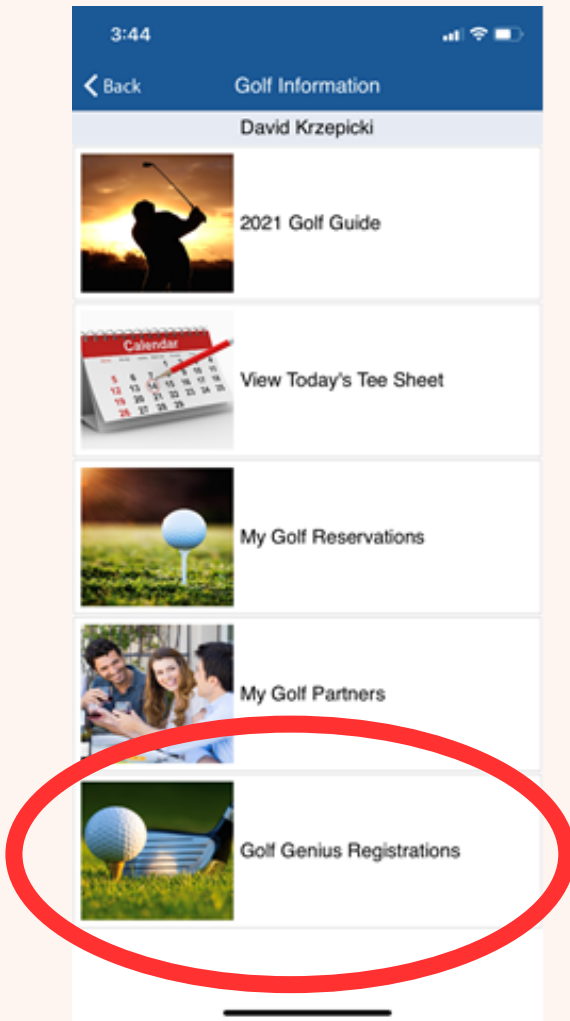 3:44
Back
Golf Information
David Krzepicki
2021 Golf Guide
Calendar
View Today's Tee Sheet
My Golf Reservations
My Golf Partners
Golf Genius Registrations